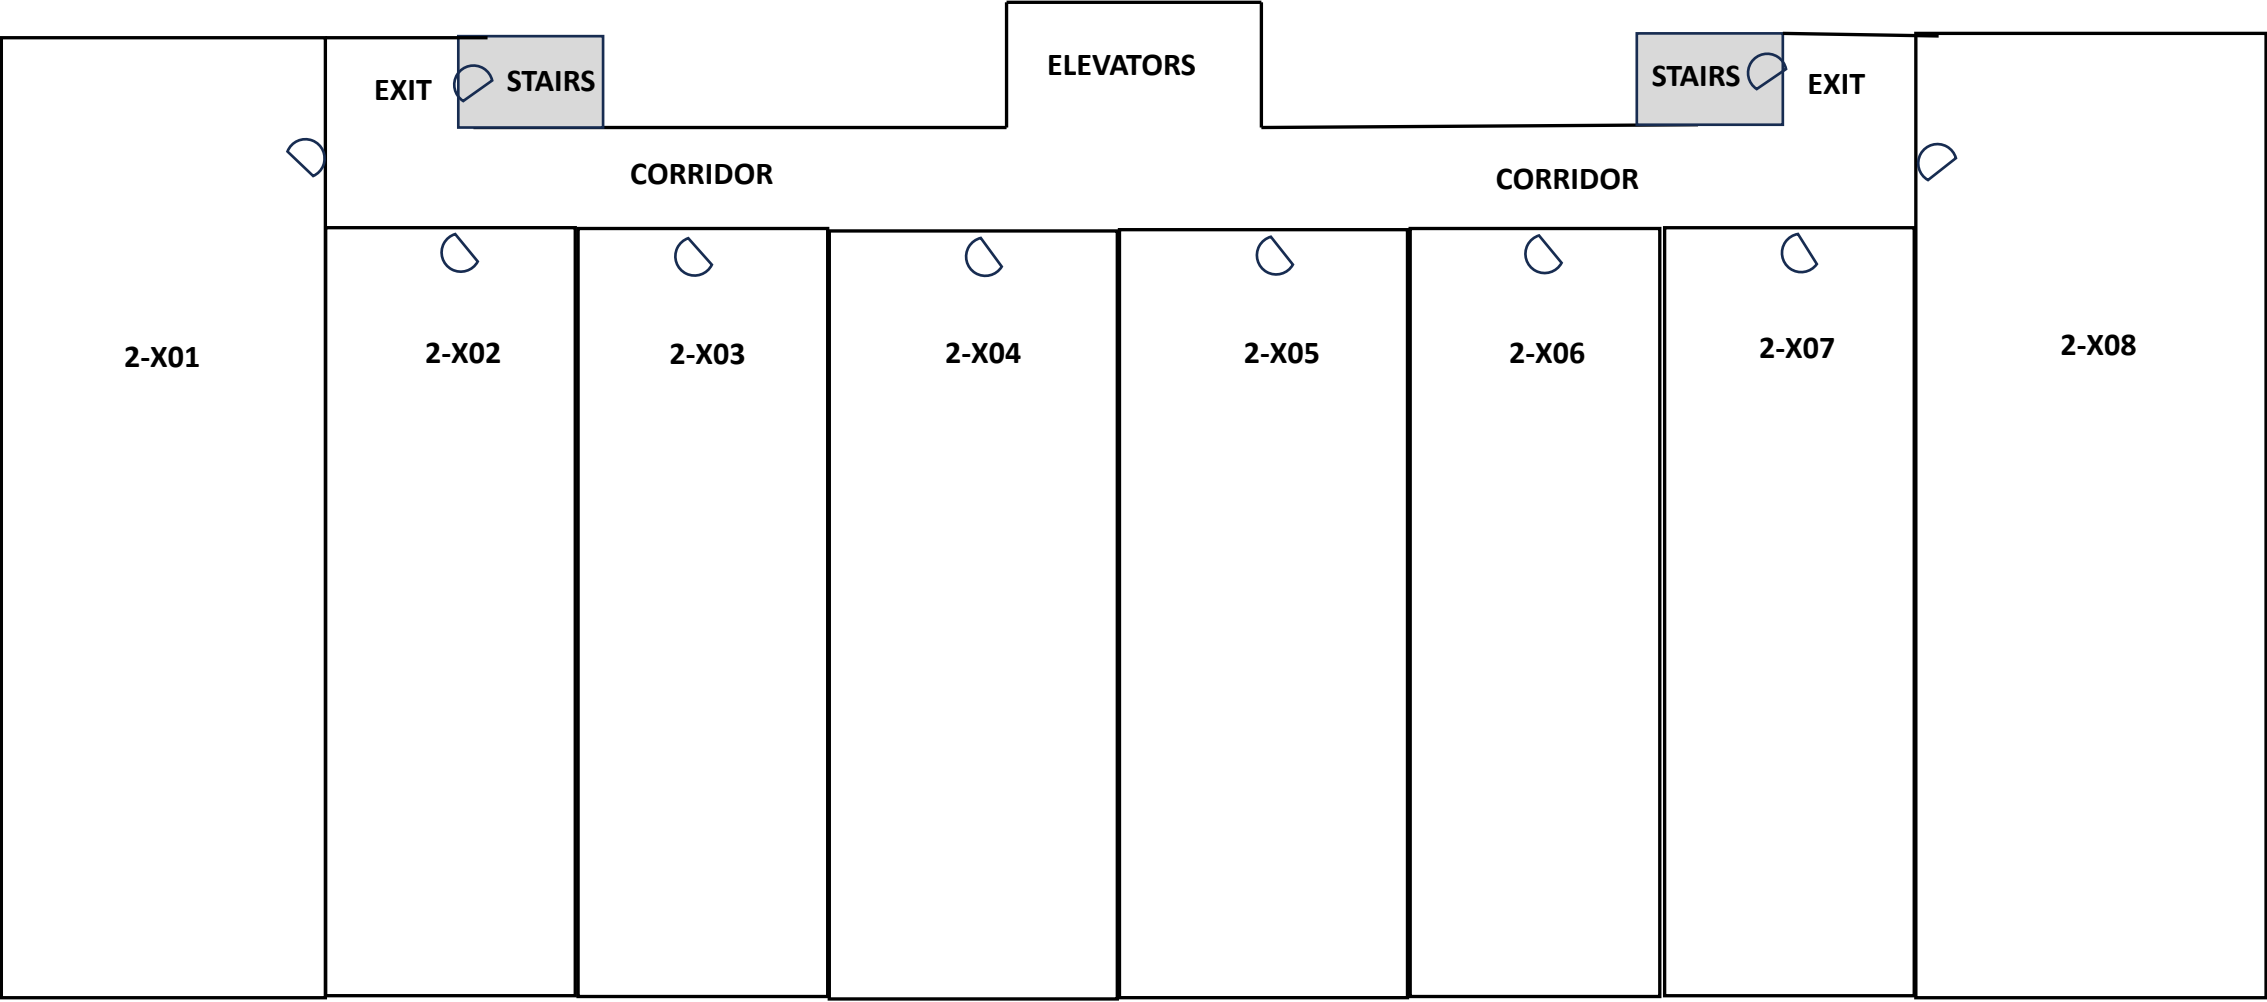 ELEVATORS
EXIT
STAIRS
STAIRS
EXIT
CORRIDOR
CORRIDOR
2-X01
2-X02
2-X03
2-X04
2-X05
2-X06
2-X07
2-X08